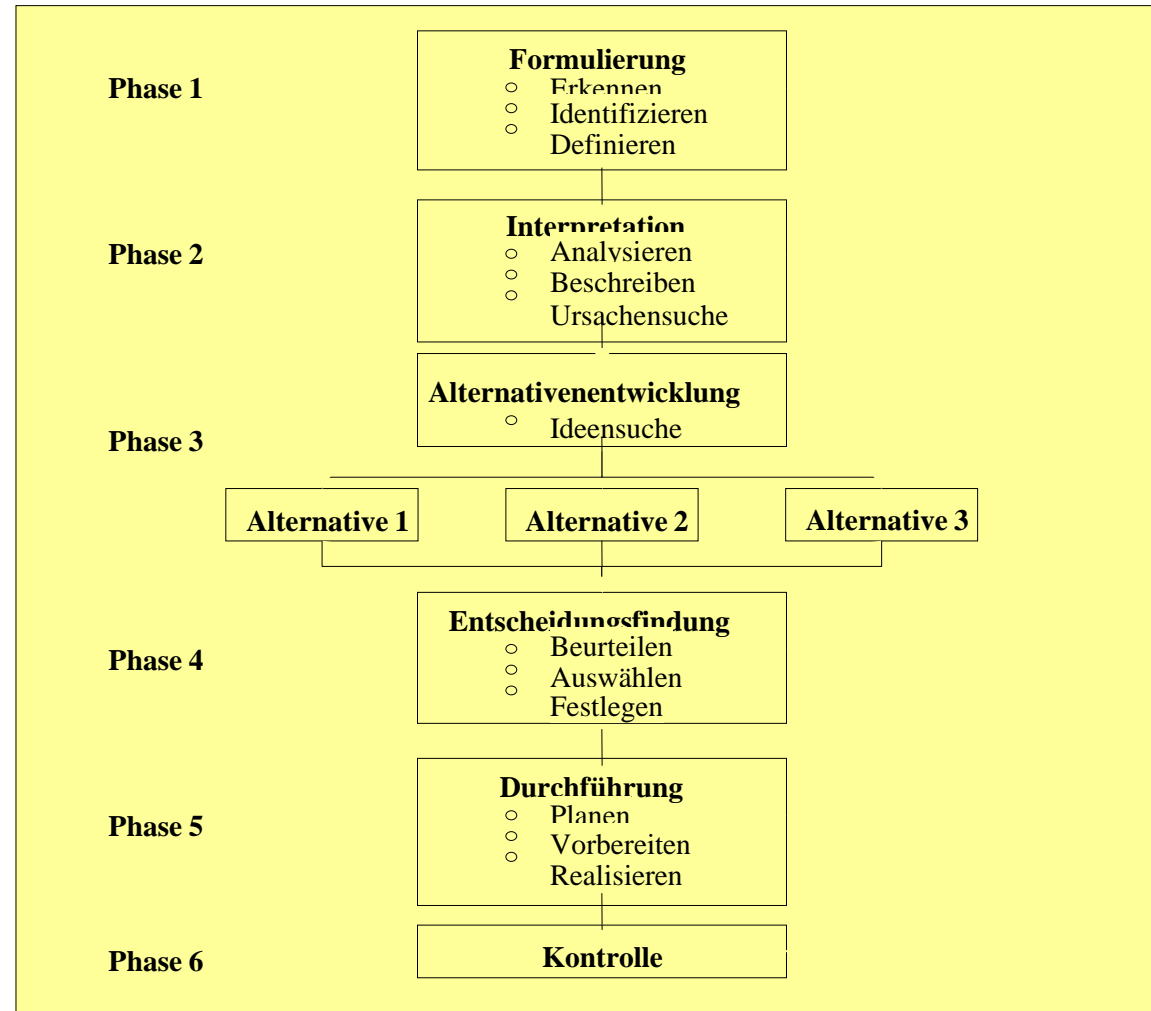 Formulierung
Phase 1
Erkennen
Identifizieren
Definieren
Interpretation
Phase 2
Analysieren
Beschreiben
Ursachensuche
Alternativenentwicklung
Phase 3
Ideensuche
Alternative 1 Alternative 2 Alternative 3
Entscheidungsfindung
Phase 4
Beurteilen
Auswählen
Festlegen
Durchführung
Phase 5
Planen
Vorbereiten
Realisieren
Phase 6
Kontrolle